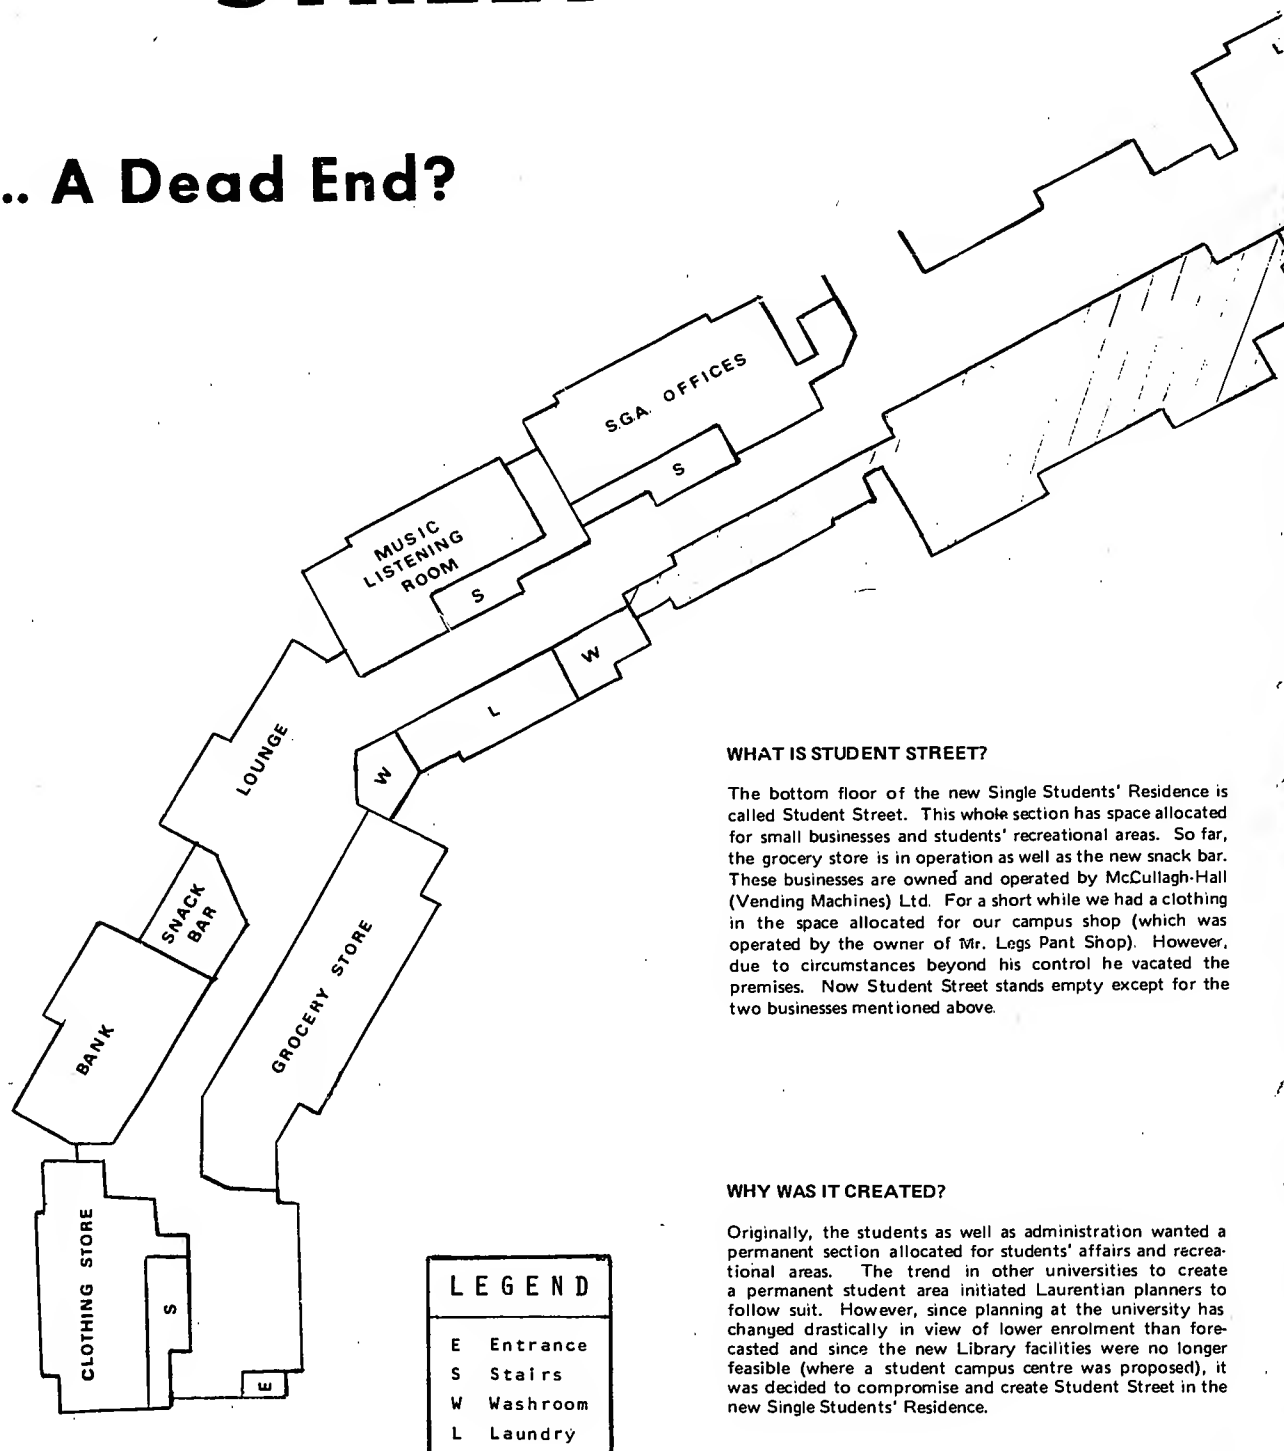 .. A Dead End?
S.G.A. OFFICES
S
MUSIC
LISTENING
ROOM
S
W
L
LOUNGE
W
SNACK
BAR
GROCERY STORE
BANK
CLOTHING STORE
S
E
LEGEND
E Entrance
S Stairs
W Washroom
L Laundry
WHAT IS STUDENT STREET?
The bottom floor of the new Single Students' Residence is
called Student Street. This whole section has space allocated
for small businesses and students' recreational areas. So far,
the grocery store is in operation as well as the new snack bar.
These businesses are owned and operated by McCullagh-Hall
(Vending Machines) Ltd. For a short while we had a clothing
in the space allocated for our campus shop (which was
operated by the owner of Mr. Legs Pant Shop). However,
due to circumstances beyond his control he vacated the
premises. Now Student Street stands empty except for the
two businesses mentioned above.
WHY WAS IT CREATED?
Originally, the students as well as administration wanted a
permanent section allocated for students' affairs and recrea-
tional areas. The trend in other universities to create
a permanent student area initiated Laurentian planners to
follow suit. However, since planning at the university has
changed drastically in view of lower enrolment than fore-
casted and since the new Library facilities were no longer
feasible (where a student campus centre was proposed), it
was decided to compromise and create Student Street in the
new Single Students' Residence.